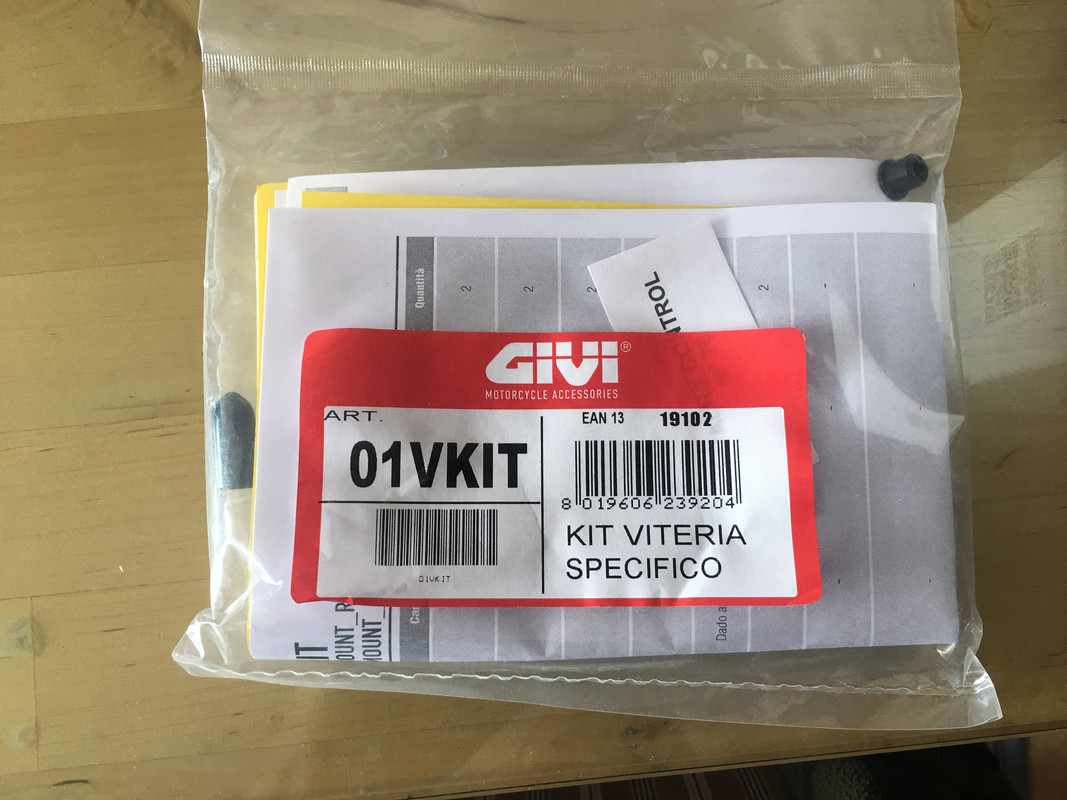 Quantità
2
2
2
2
GIVI®
MOTORCYCLE ACCESSORIES
ART.
01VKIT
01VKIT
EAN 13 19102
8 019606 239204
KIT VITERIA
SPECIFICO
Dado a